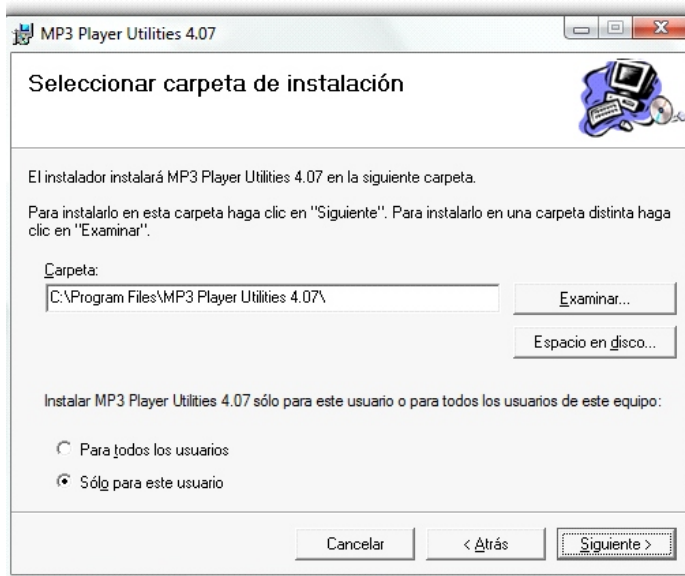 MP3 Player Utilities 4.07
Seleccionar carpeta de instalación
El instalador instalará MP3 Player Utilities 4.07 en la siguiente carpeta.
Para instalarlo en esta carpeta haga clic en "Siguiente". Para instalarlo en una carpeta distinta haga
clic en "Examinar".
Carpeta:
C:\Program Files\MP3 Player Utilities 4.07\
Examinar...
Espacio en disco...
Instalar MP3 Player Utilities 4.07 sólo para este usuario o para todos los usuarios de este equipo:
Para todos los usuarios
Sólo para este usuario
Cancelar
< Atrás
Siguiente >